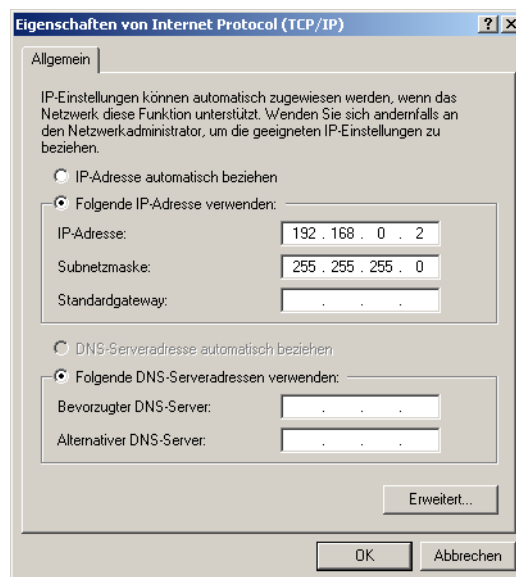 Eigenschaften von Internet Protocol (TCP/IP)
Allgemein
IP-Einstellungen können automatisch zugewiesen werden, wenn das
Netzwerk diese Funktion unterstützt. Wenden Sie sich andernfalls an
den Netzwerkadministrator, um die geeigneten IP-Einstellungen zu
beziehen.
IP-Adresse automatisch beziehen
Folgende IP-Adresse verwenden:
IP-Adresse: 192 . 168 . 0 . 2
Subnetzmaske: 255 . 255 . 255 . 0
Standardgateway: . . .
DNS-Serveradresse automatisch beziehen
Folgende DNS-Serveradressen verwenden:
Bevorzugter DNS-Server: . . .
Alternativer DNS-Server: . . .
Erweitert...
OK Abbrechen